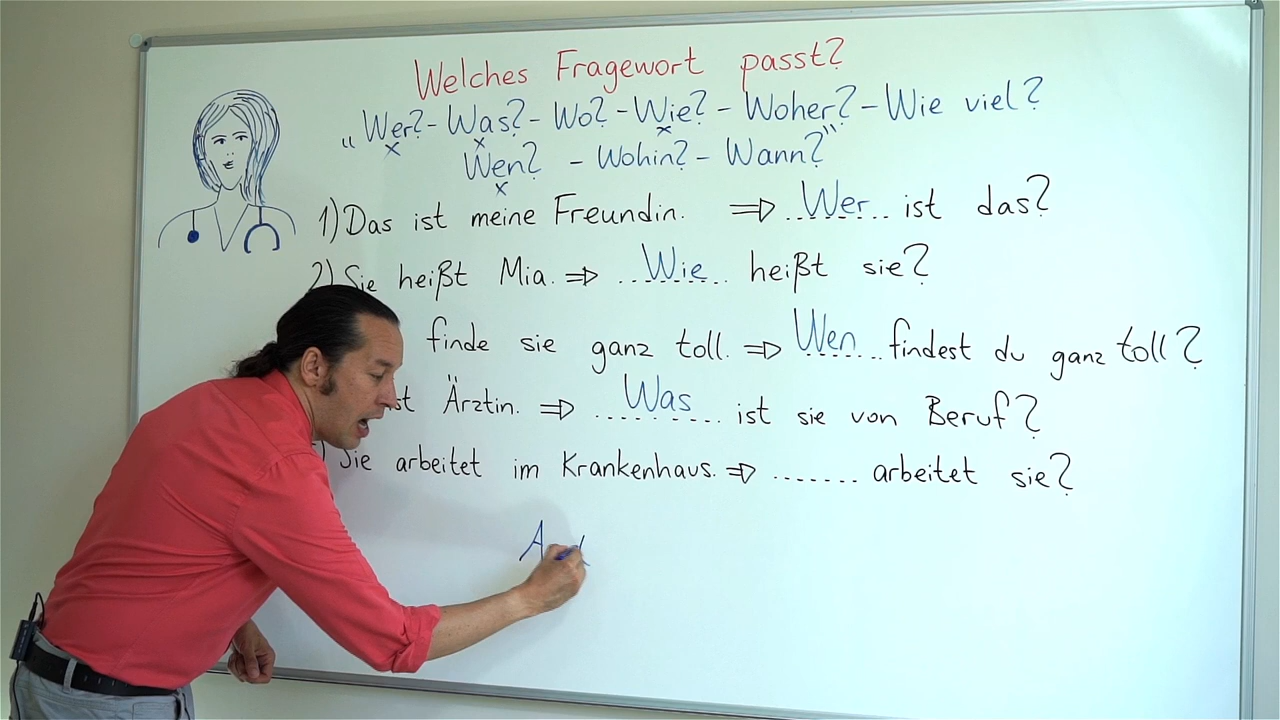 Welches Fragewort passt?
„Wer? - Was? - Wo? - Wie? - Woher? - Wie viel?
x x x
Wen? - Wohin? - Wann?"
x
1) Das ist meine Freundin. ⇒ ..Wer.. ist das?
2) Sie heißt Mia. ⇒ ..Wie.. heißt sie?
finde sie ganz toll. ⇒ Wen.. findest du ganz toll?
Ärztin. ⇒ ..Was.. ist sie von Beruf?
Sie arbeitet im Krankenhaus. ⇒ ....... arbeitet sie?